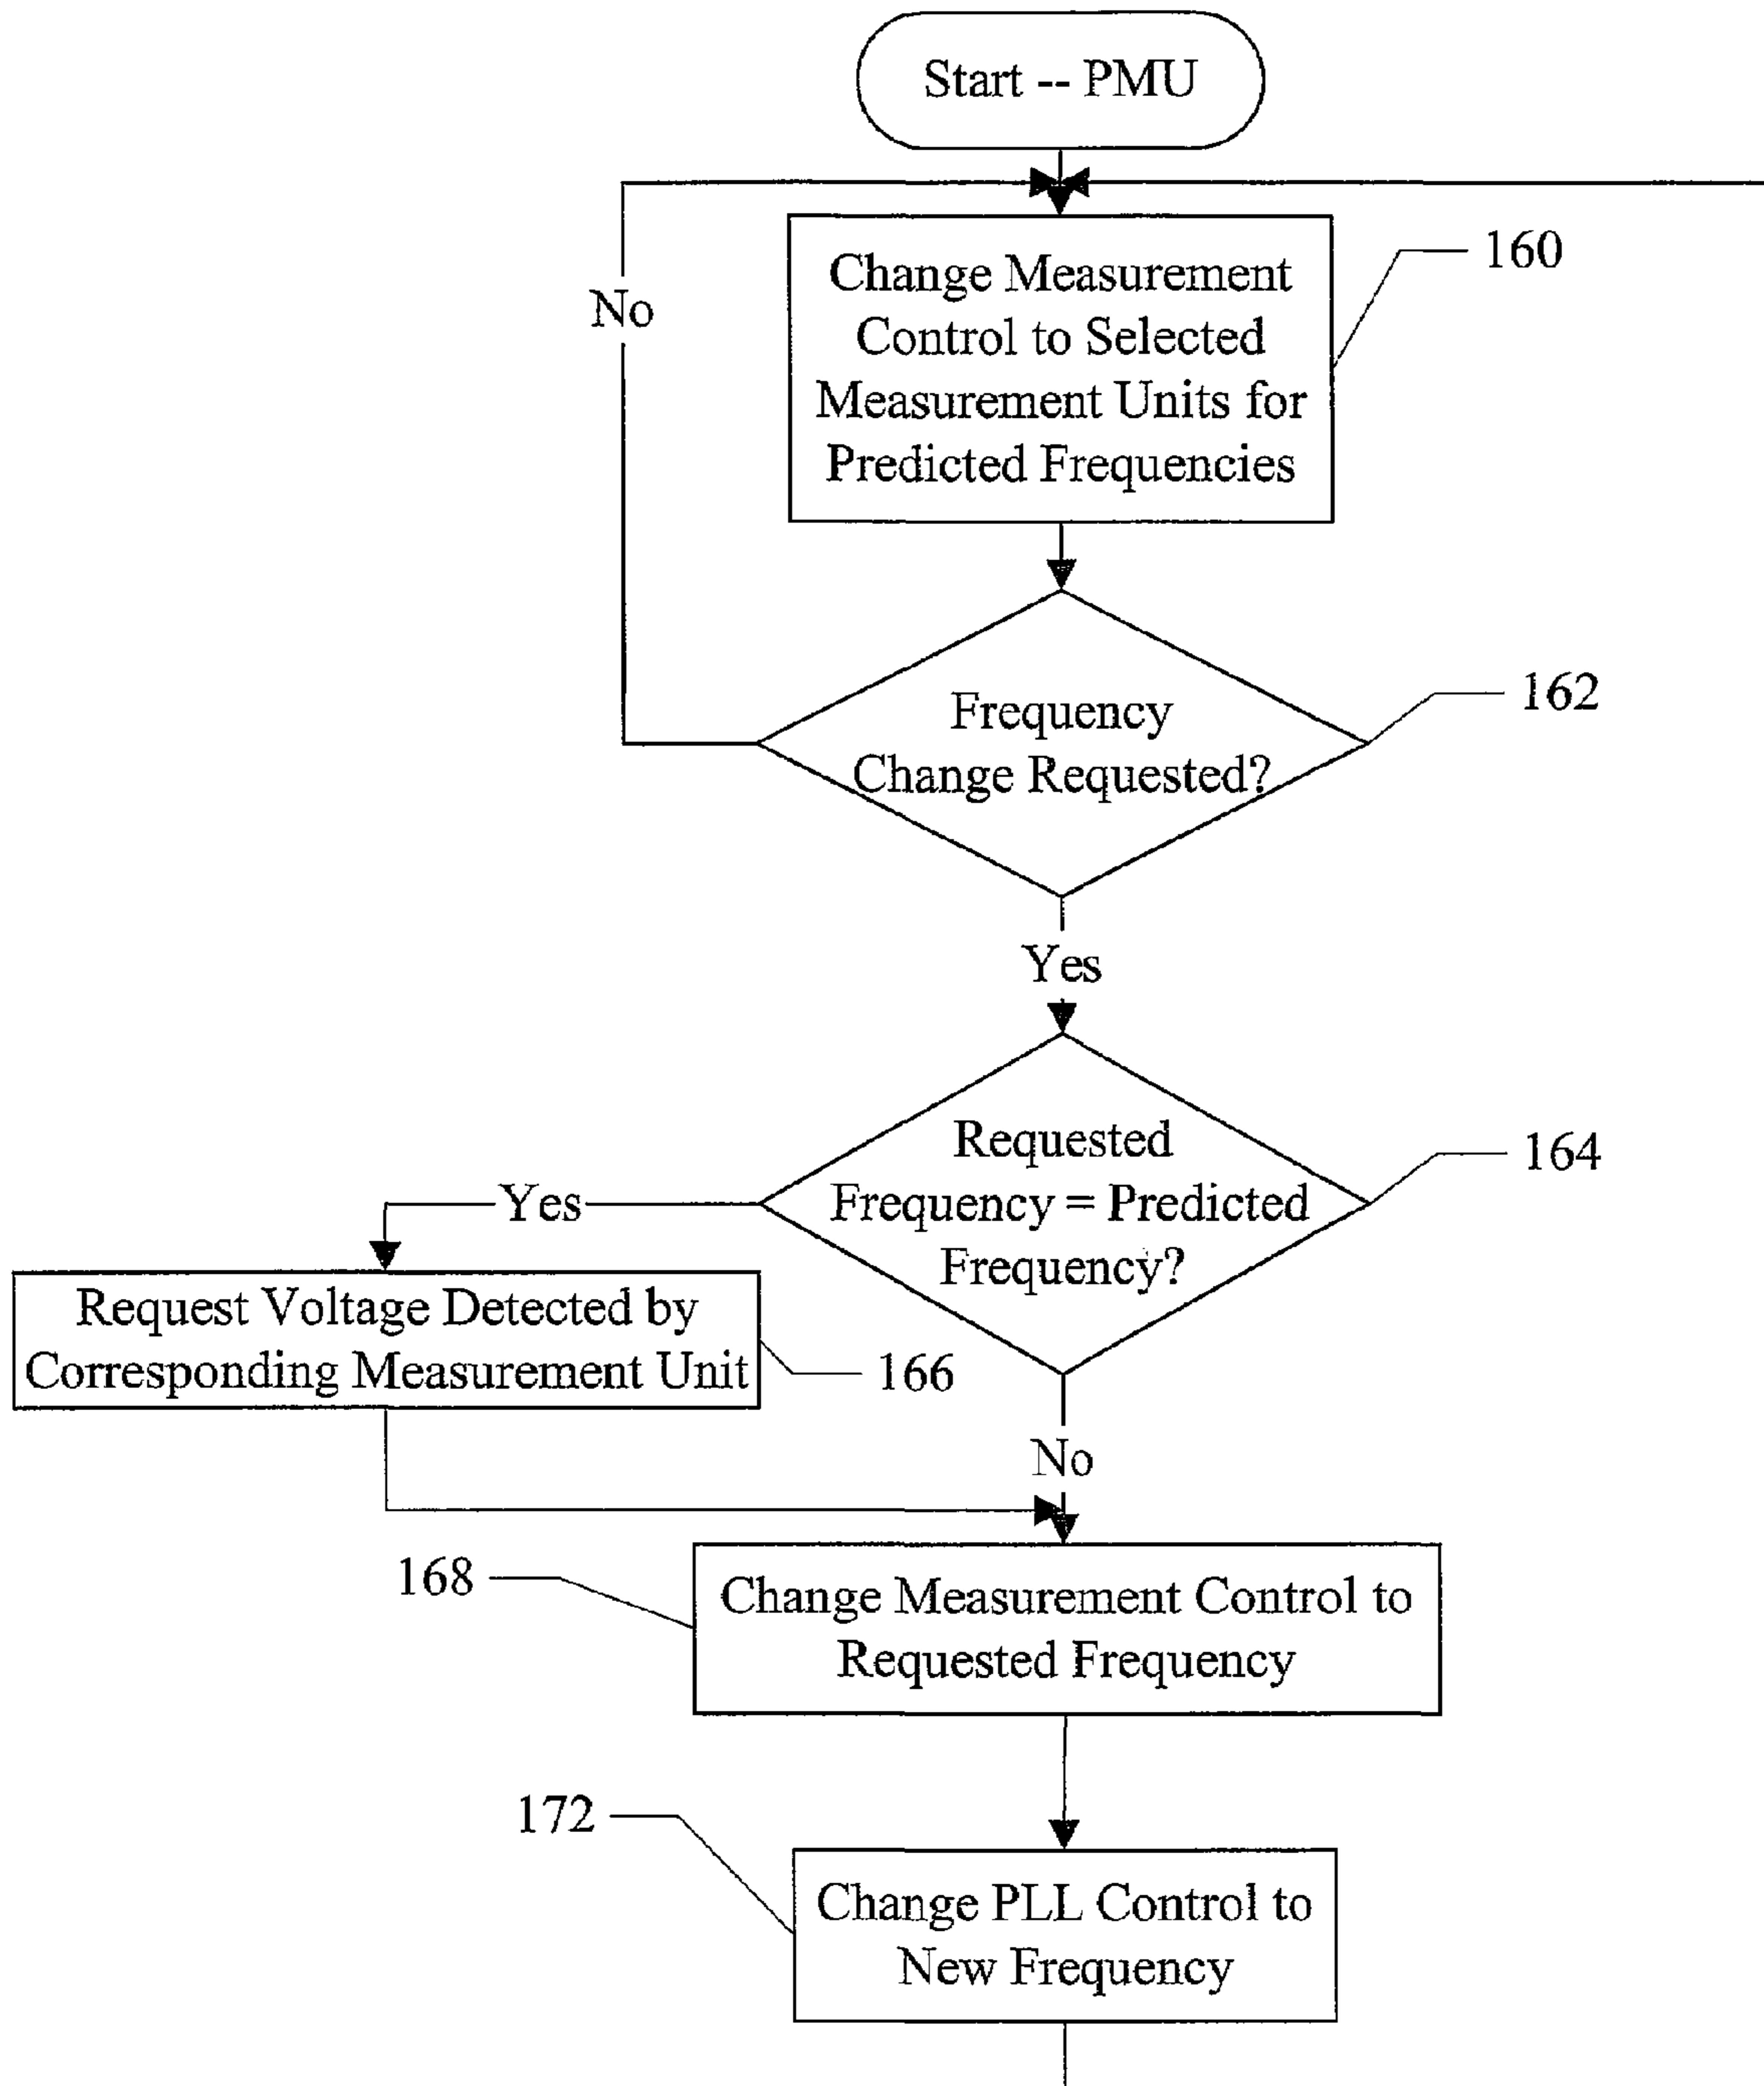 Start -- PMU
Change Measurement
Control to Selected
Measurement Units for
Predicted Frequencies
160
No
Frequency
Change Requested?
162
Yes
Requested
Frequency = Predicted
Frequency?
164
Yes
Request Voltage Detected by
Corresponding Measurement Unit
166
No
168
Change Measurement Control to
Requested Frequency
172
Change PLL Control to
New Frequency